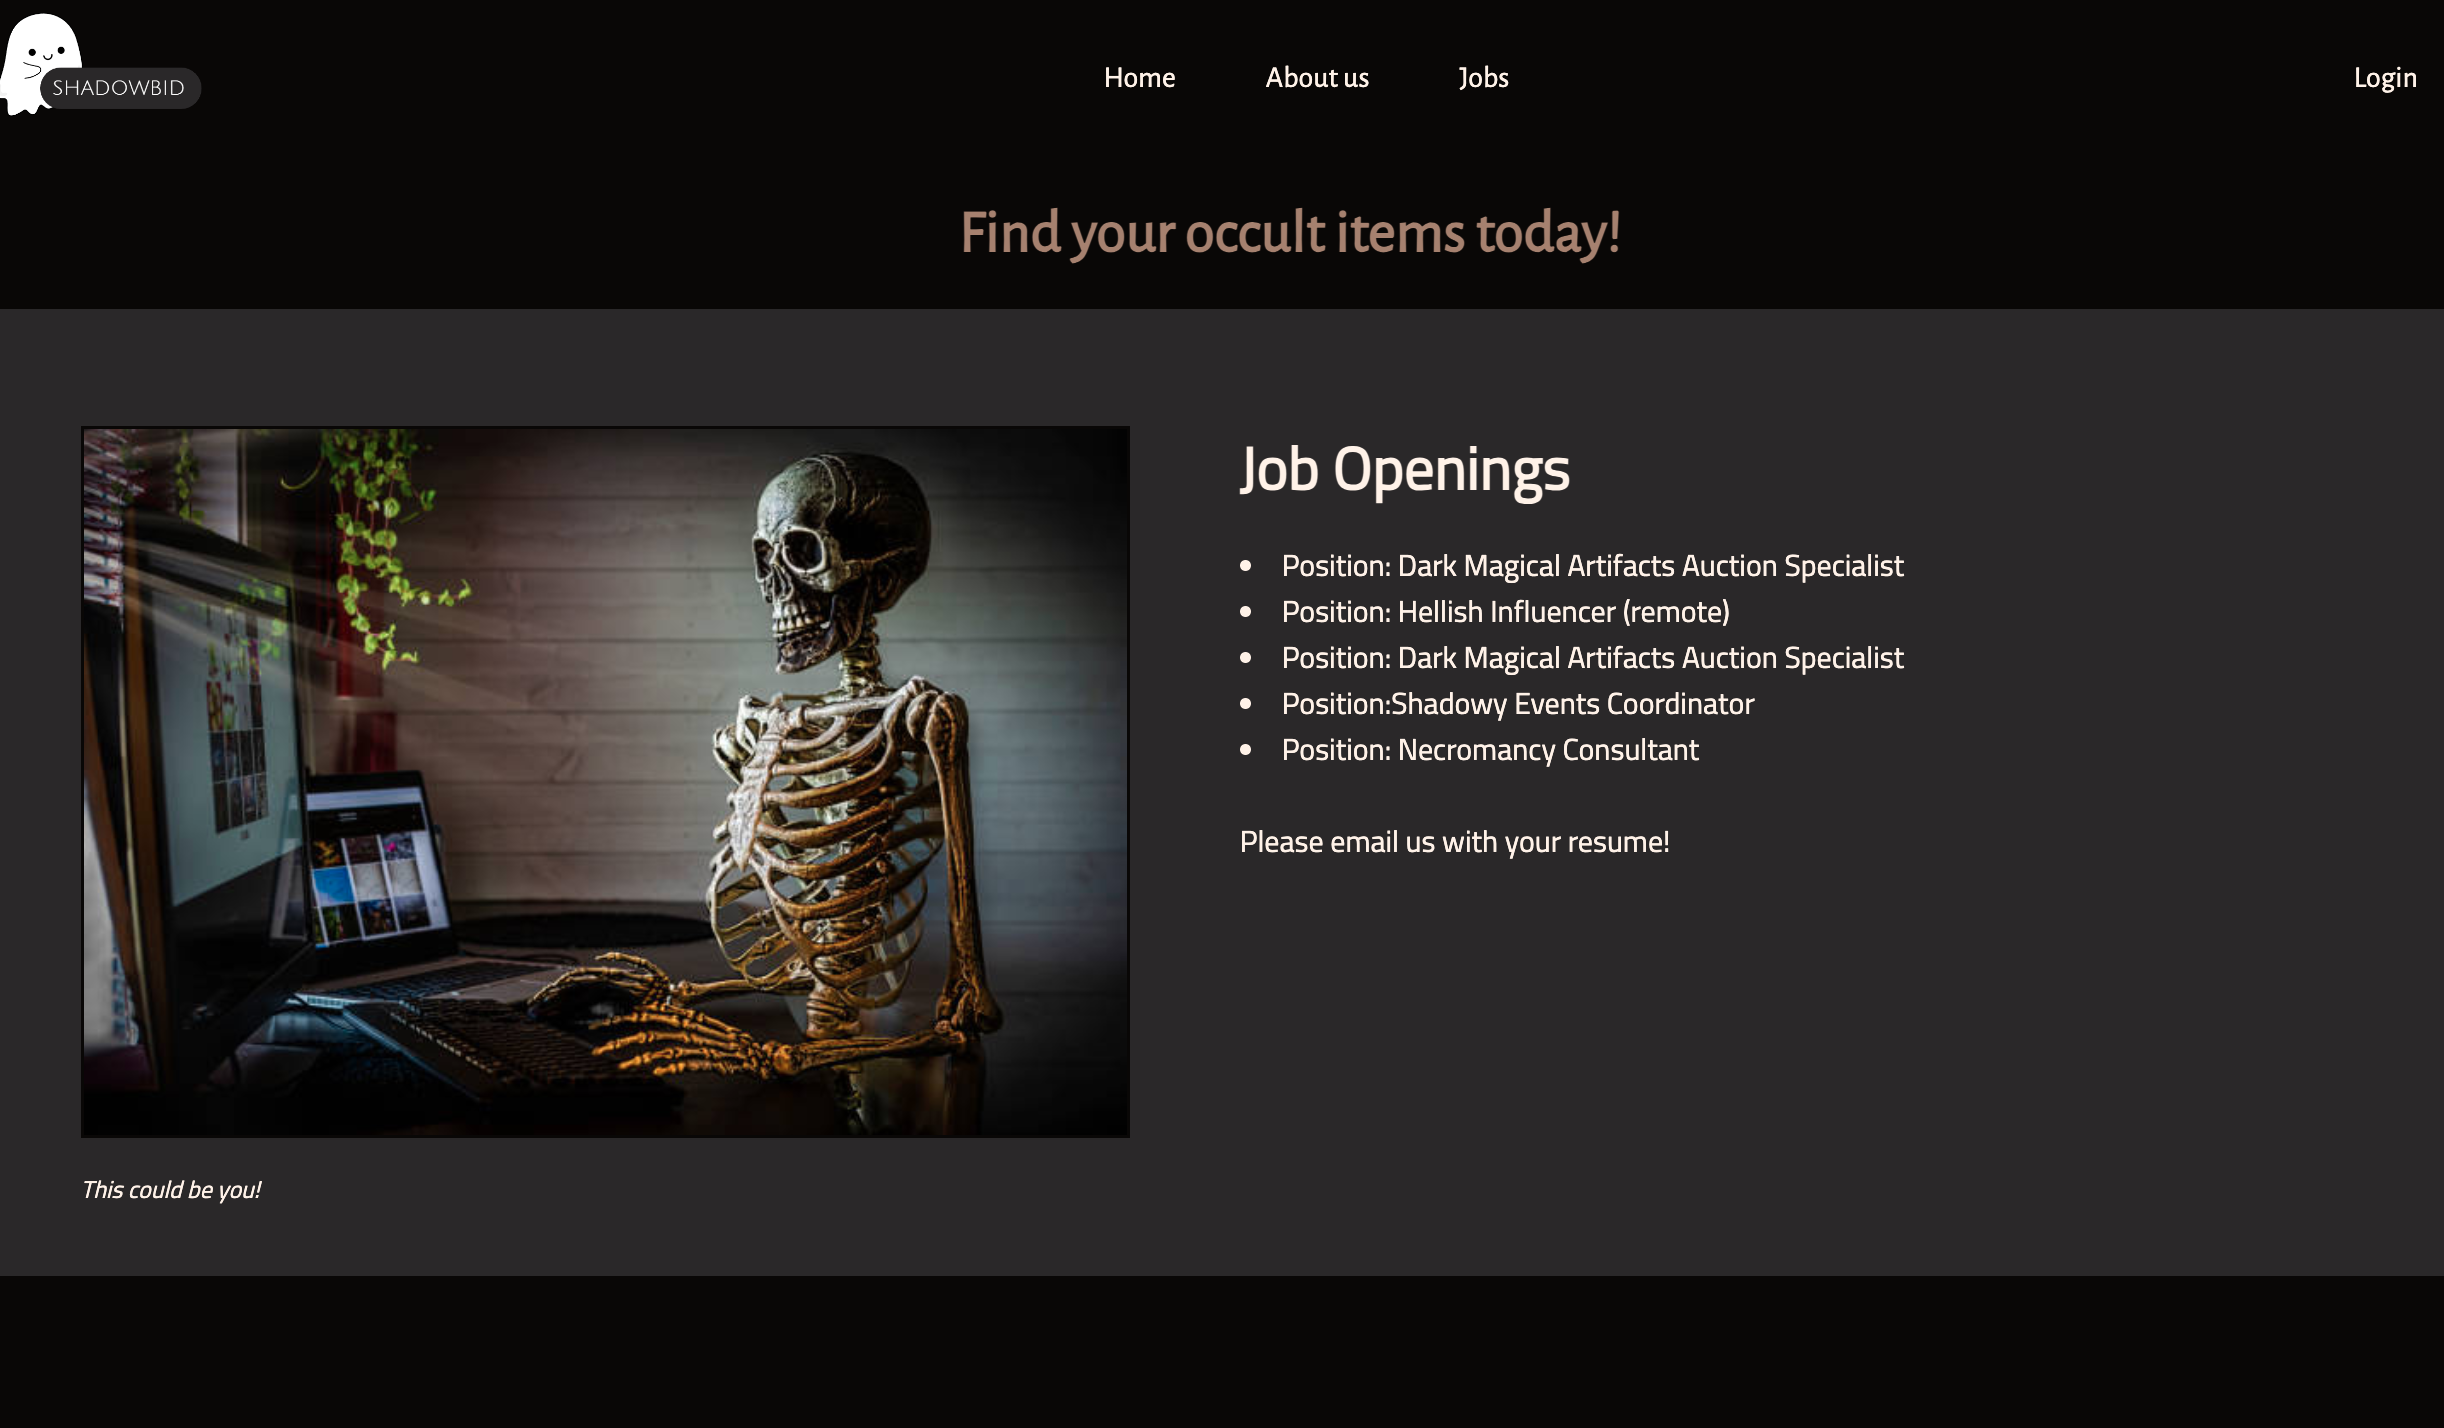 SHADOWBID
Home
About us
Jobs
Login
Find your occult items today!
Job Openings
Position: Dark Magical Artifacts Auction Specialist
Position: Hellish Influencer (remote)
Position: Dark Magical Artifacts Auction Specialist
Position:Shadowy Events Coordinator
Position: Necromancy Consultant
Please email us with your resume!
This could be you!